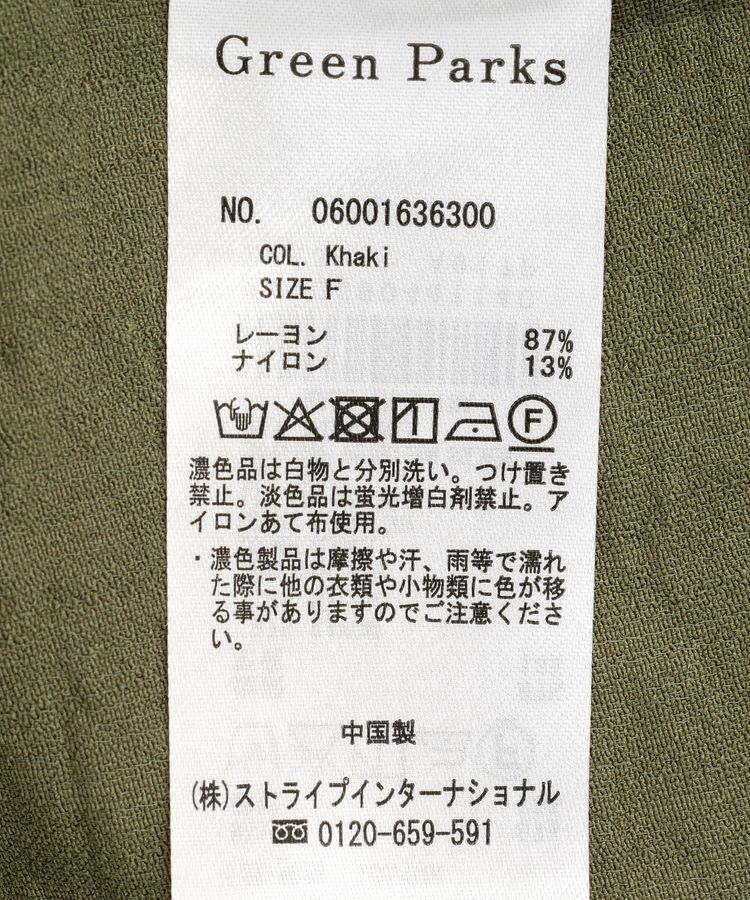 Green Parks
NO. 06001636300
COL. Khaki
SIZE F
レーヨン 87%
ナイロン 13%
F
濃色品は白物と分別洗い。つけ置き
禁止。淡色品は蛍光増白剤禁止。ア
イロンあて布使用。
・濃色製品は摩擦や汗、雨等で濡れ
た際に他の衣類や小物類に色が移
る事がありますのでご注意くださ
い。
中国製
(株)ストライプインターナショナル
0120-659-591